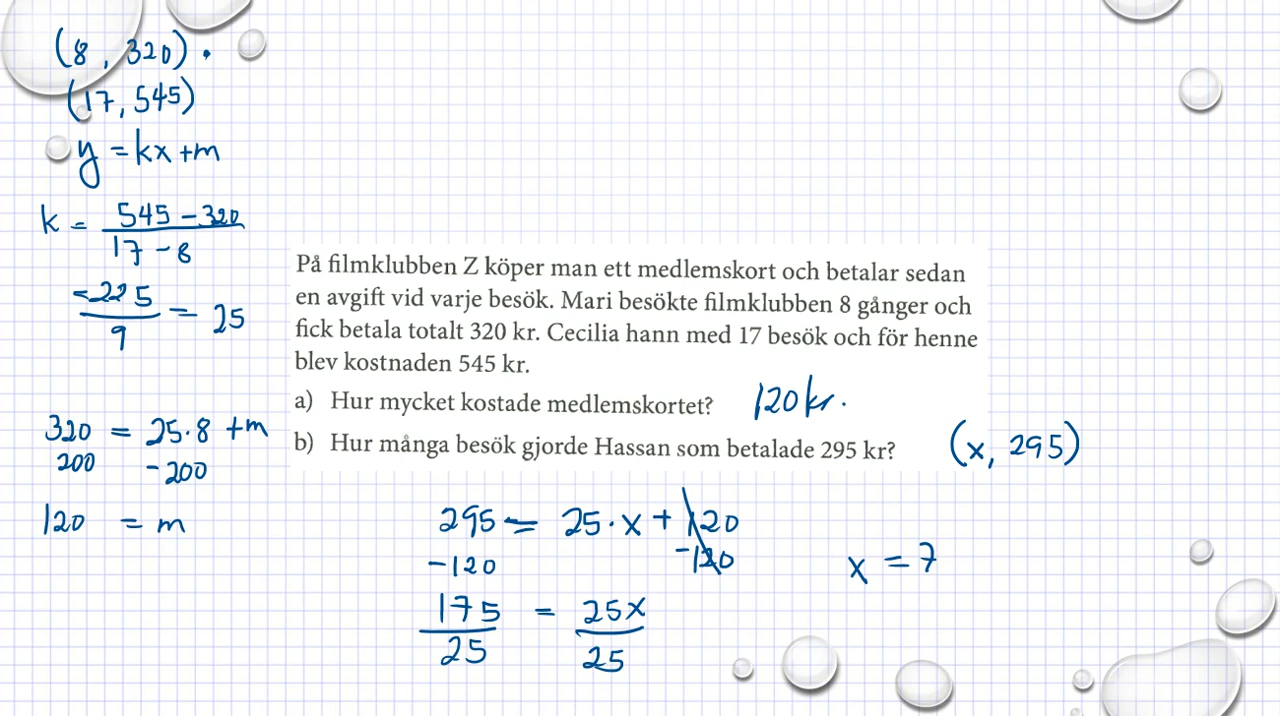 (8, 320) .
(17, 545)
y = kx + m
k = 545 - 320
17 - 8
-225
9
= 25
320 = 25·8 + m
200 -200
120 = m
På filmklubben Z köper man ett medlemskort och betalar sedan
en avgift vid varje besök. Mari besökte filmklubben 8 gånger och
fick betala totalt 320 kr. Cecilia hann med 17 besök och för henne
blev kostnaden 545 kr.
a) Hur mycket kostade medlemskortet? 120 kr.
b) Hur många besök gjorde Hassan som betalade 295 kr? (x, 295)
295 = 25·x + 120
-120 -120
175 = 25x
25 25
x = 7